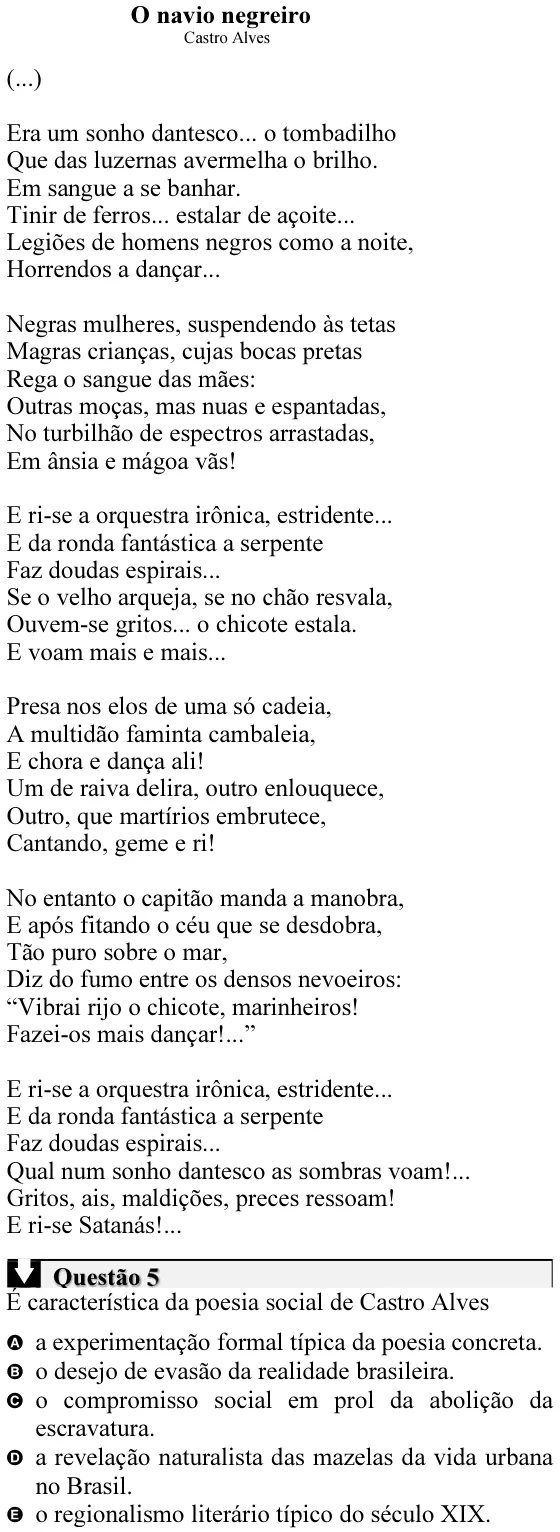 O navio negreiro
Castro Alves
(...)
Era um sonho dantesco... o tombadilho
Que das luzernas avermelha o brilho.
Em sangue a se banhar.
Tinir de ferros... estalar de açoite...
Legiões de homens negros como a noite,
Horrendos a dançar...
Negras mulheres, suspendendo às tetas
Magras crianças, cujas bocas pretas
Rega o sangue das mães:
Outras moças, mas nuas e espantadas,
No turbilhão de espectros arrastadas,
Em ânsia e mágoa vãs!
E ri-se a orquestra irônica, estridente...
E da ronda fantástica a serpente
Faz doudas espirais...
Se o velho arqueja, se no chão resvala,
Ouvem-se gritos... o chicote estala.
E voam mais e mais...
Presa nos elos de uma só cadeia,
A multidão faminta cambaleia,
E chora e dança ali!
Um de raiva delira, outro enlouquece,
Outro, que martírios embrutece,
Cantando, geme e ri!
No entanto o capitão manda a manobra,
E após fitando o céu que se desdobra,
Tão puro sobre o mar,
Diz do fumo entre os densos nevoeiros:
“Vibrai rijo o chicote, marinheiros!
Fazei-os mais dançar!...”
E ri-se a orquestra irônica, estridente...
E da ronda fantástica a serpente
Faz doudas espirais...
Qual num sonho dantesco as sombras voam!...
Gritos, ais, maldições, preces ressoam!
E ri-se Satanás!...
Questão 5
É característica da poesia social de Castro Alves
A a experimentação formal típica da poesia concreta.
B o desejo de evasão da realidade brasileira.
C o compromisso social em prol da abolição da
escravatura.
D a revelação naturalista das mazelas da vida urbana
no Brasil.
E o regionalismo literário típico do século XIX.